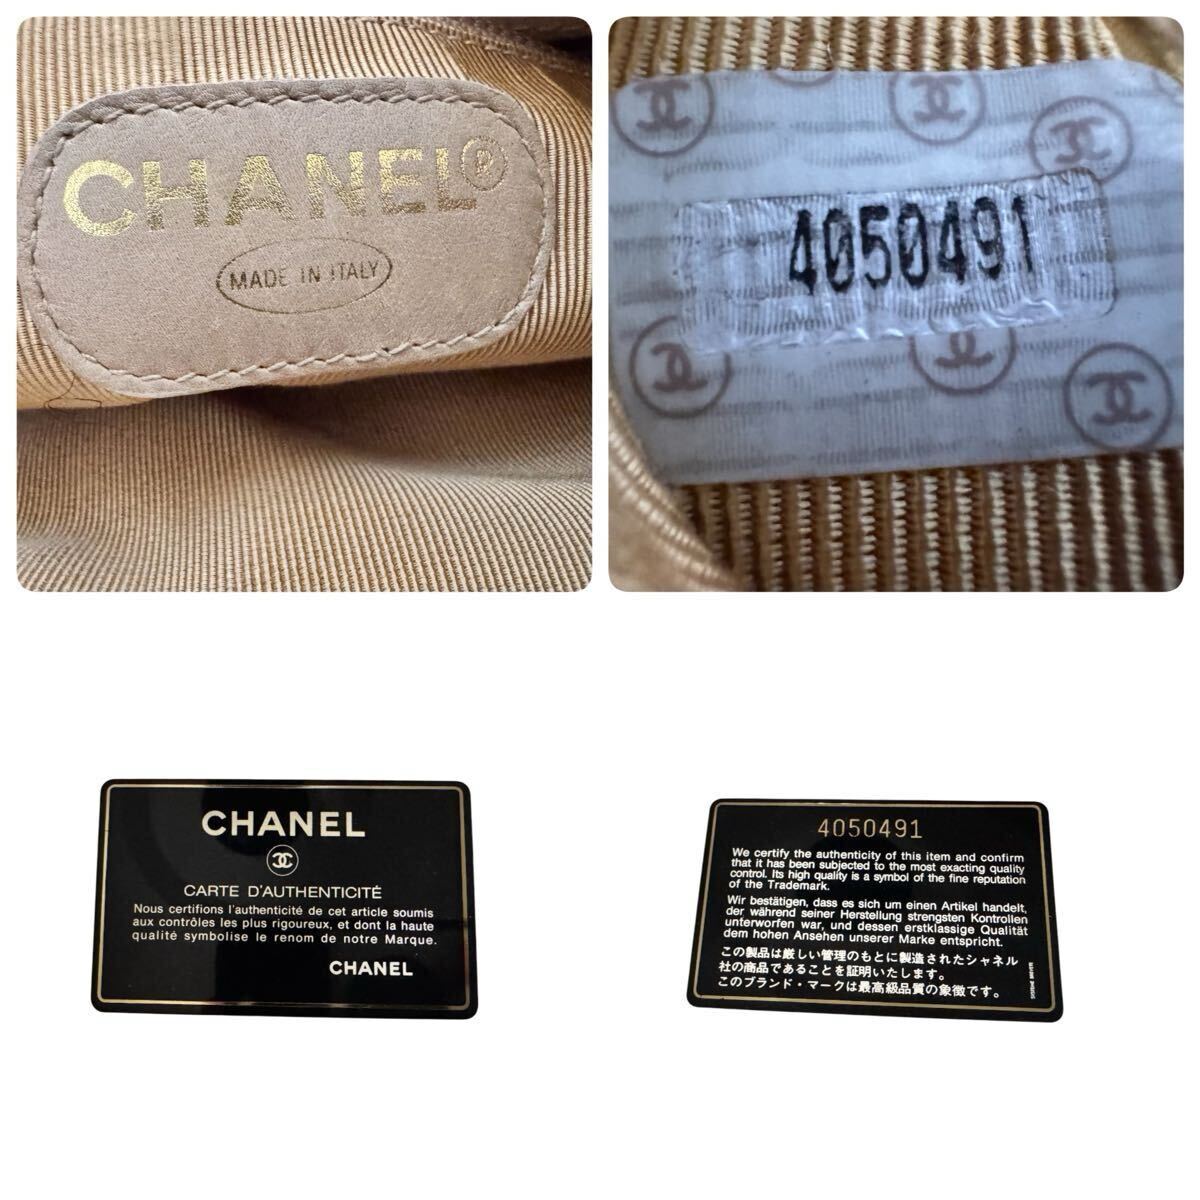 CHANEL®
MADE IN ITALY
4050491
CHANEL
CARTE D'AUTHENTICITÉ
Nous certifions l'authenticité de cet article soumis
aux contrôles les plus rigoureux, et dont la haute
qualité symbolise le renom de notre Marque.
CHANEL
4050491
We certify the authenticity of this item and confirm
that it has been subjected to the most exacting quality
control. Its high quality is a symbol of the fine reputation
of the Trademark.
Wir bestätigen, dass es sich um einen Artikel handelt,
der während seiner Herstellung strengsten Kontrollen
unterworfen war, und dessen erstklassige Qualität
dem hohen Ansehen unserer Marke entspricht.
この製品は厳しい管理のもとに製造されたシャネル
社の商品であることを証明いたします。
このブランド・マークは最高級品質の象徴です。